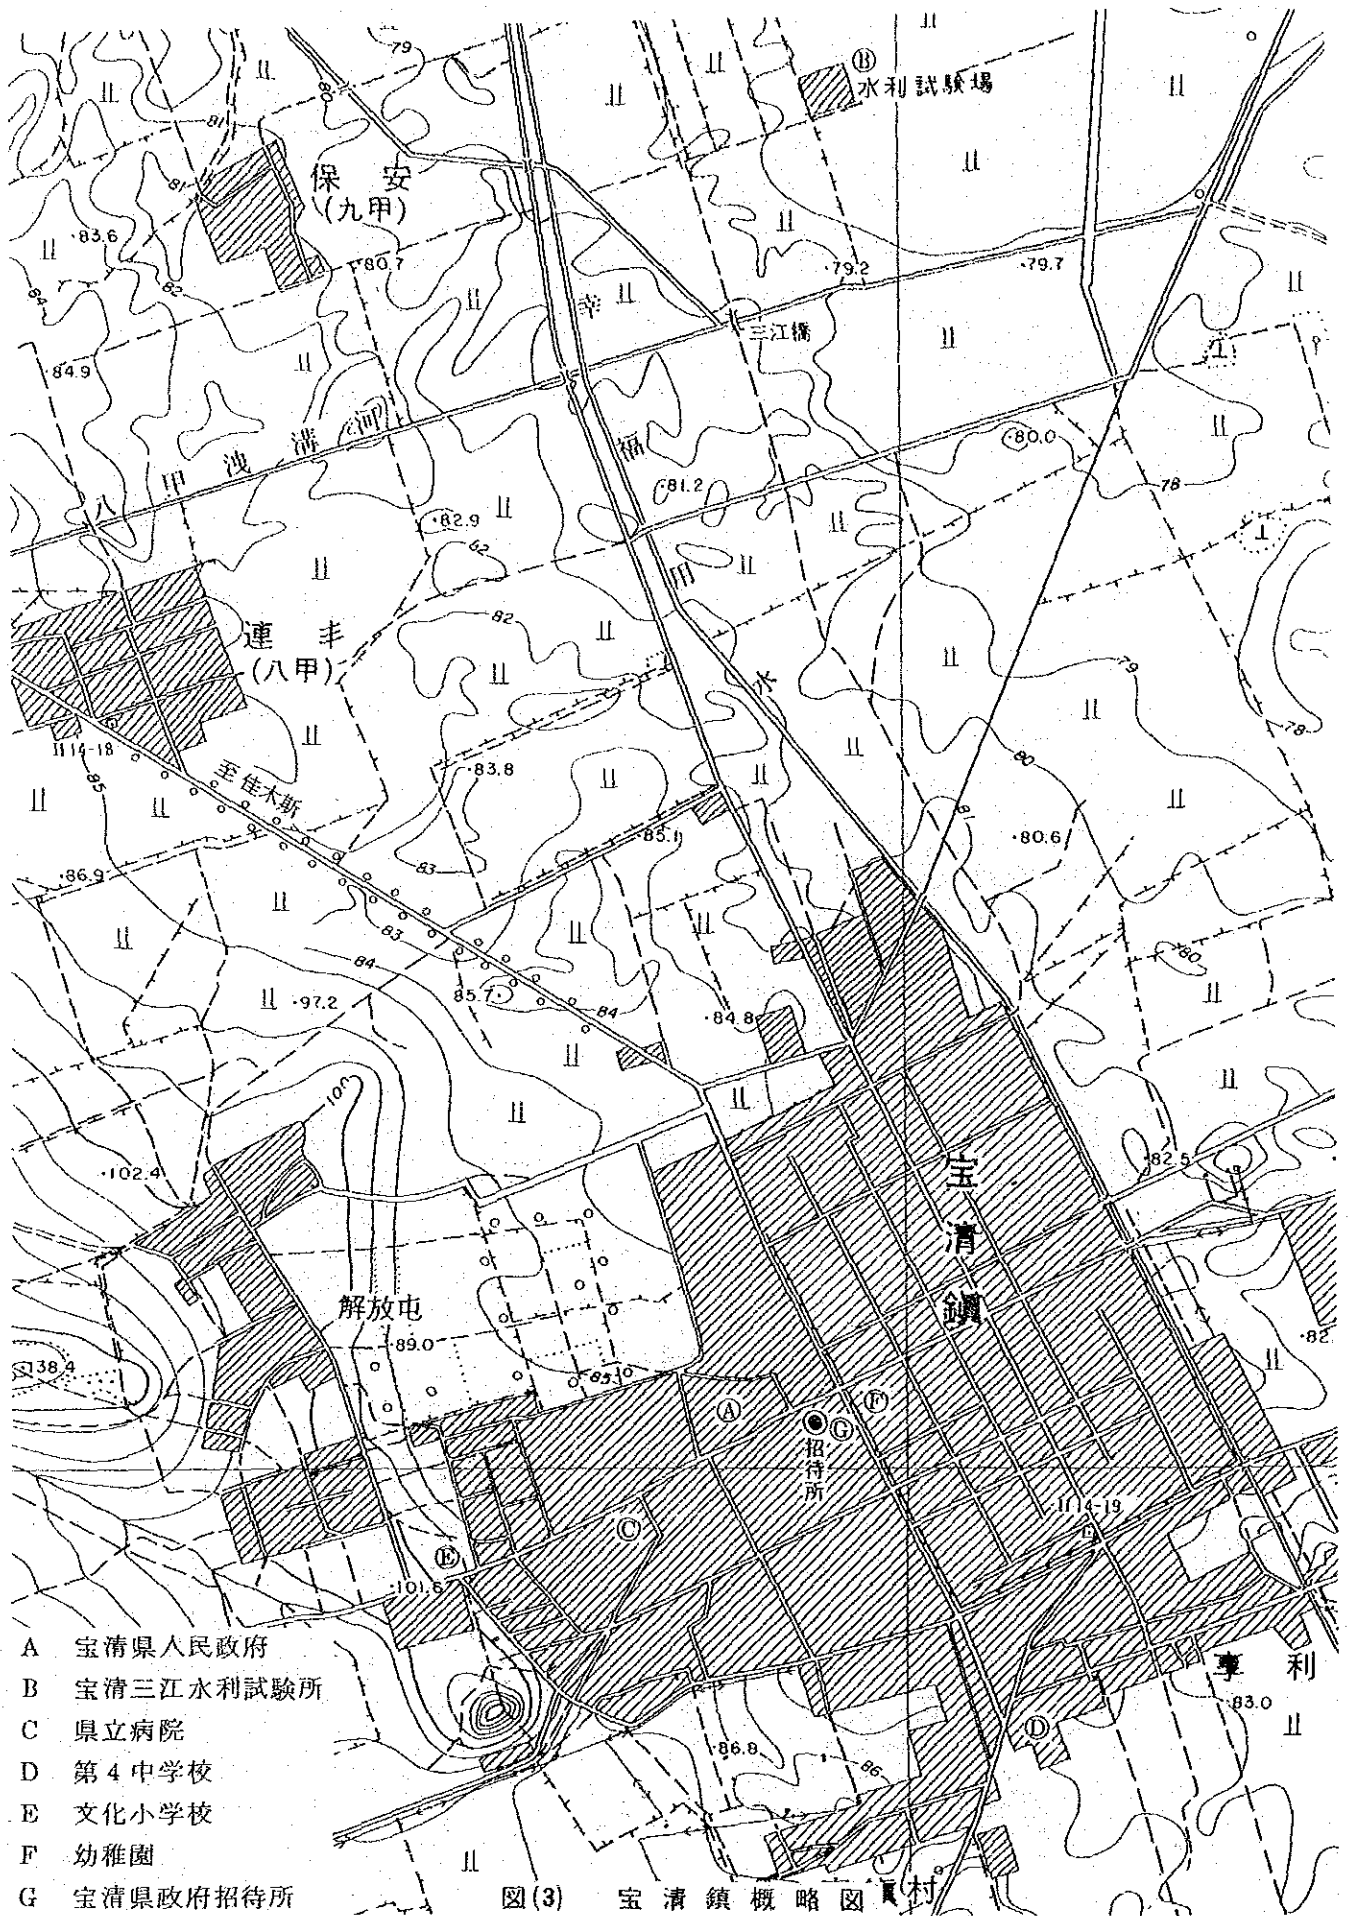 79
Ⓑ
水利試験場
80
81
保安
(九甲)
81
・83.6
・80.7
・79.2
・79.7
82
84
幸
三江橋
・84.9
八甲洩溝河
福
・80.0
・81.2
78
・82.9
82
用
連丰
(八甲)
82
水
79
78
II14-18
至佳木斯
85
・83.8
80
81
・80.6
・85.1
83
・86.9
83
84
80
・97.2
85.7・
84
・84.8
100
・102.4
・82.5
宝清鎮
解放屯
・89.0
・82
・138.4
85
Ⓐ
Ⓕ
Ⓖ
招待所
II14-19
Ⓒ
Ⓔ
・101.6
利
・83.0
Ⓓ
・86.8
86
村
A 宝清県人民政府
B 宝清三江水利試験所
C 県立病院
D 第4中学校
E 文化小学校
F 幼稚園
G 宝清県政府招待所
図(3) 宝清鎮概略図